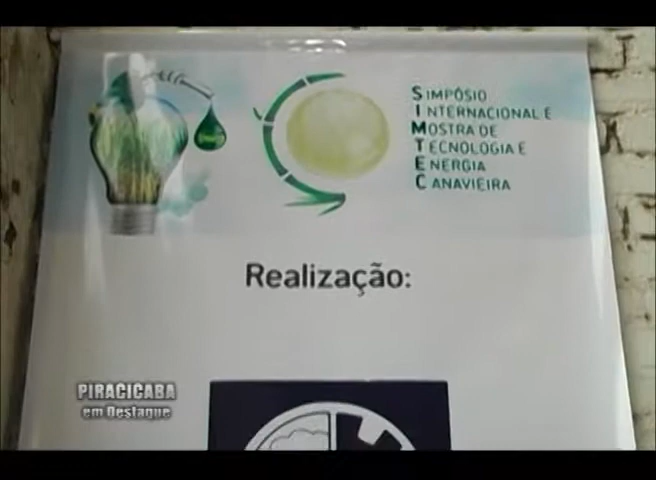 SIMPÓSIO
INTERNACIONAL E
MOSTRA DE
TECNOLOGIA E
ENERGIA
CANAVIEIRA
Realização:
PIRACICABA
em Destaque